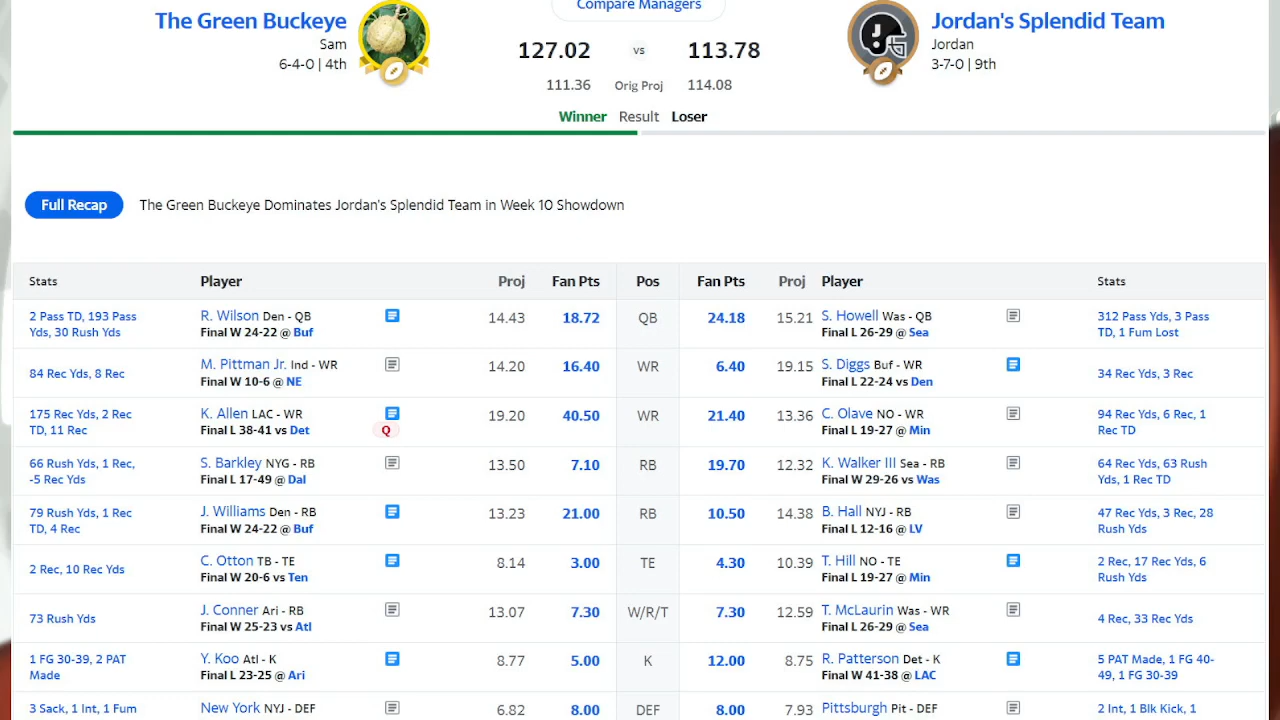 Compare Managers
The Green Buckeye
Sam
6-4-0 | 4th
127.02 vs 113.78
111.36 Orig Proj 114.08
Winner Result Loser
Jordan's Splendid Team
Jordan
3-7-0 | 9th
Full Recap The Green Buckeye Dominates Jordan's Splendid Team in Week 10 Showdown
Stats Player Proj Fan Pts Pos Fan Pts Proj Player Stats
2 Pass TD, 193 Pass R. Wilson Den - QB 14.43 18.72 QB 24.18 15.21 S. Howell Was - QB 312 Pass Yds, 3 Pass
Yds, 30 Rush Yds Final W 24-22 @ Buf Final L 26-29 @ Sea TD, 1 Fum Lost
84 Rec Yds, 8 Rec M. Pittman Jr. Ind - WR 14.20 16.40 WR 6.40 19.15 S. Diggs Buf - WR 34 Rec Yds, 3 Rec
Final W 10-6 @ NE Final L 22-24 vs Den
175 Rec Yds, 2 Rec K. Allen LAC - WR 19.20 40.50 WR 21.40 13.36 C. Olave NO - WR 94 Rec Yds, 6 Rec, 1
TD, 11 Rec Final L 38-41 vs Det Q Final L 19-27 @ Min Rec TD
66 Rush Yds, 1 Rec, S. Barkley NYG - RB 13.50 7.10 RB 19.70 12.32 K. Walker III Sea - RB 64 Rec Yds, 63 Rush
-5 Rec Yds Final L 17-49 @ Dal Final W 29-26 vs Was Yds, 1 Rec TD
79 Rush Yds, 1 Rec J. Williams Den - RB 13.23 21.00 RB 10.50 14.38 B. Hall NYJ - RB 47 Rec Yds, 3 Rec, 28
TD, 4 Rec Final W 24-22 @ Buf Final L 12-16 @ LV Rush Yds
2 Rec, 10 Rec Yds C. Otton TB - TE 8.14 3.00 TE 4.30 10.39 T. Hill NO - TE 2 Rec, 17 Rec Yds, 6
Final W 20-6 vs Ten Final L 19-27 @ Min Rush Yds
73 Rush Yds J. Conner Ari - RB 13.07 7.30 W/R/T 7.30 12.59 T. McLaurin Was - WR 4 Rec, 33 Rec Yds
Final W 25-23 vs Atl Final L 26-29 @ Sea
1 FG 30-39, 2 PAT Y. Koo Atl - K 8.77 5.00 K 12.00 8.75 R. Patterson Det - K 5 PAT Made, 1 FG 40-
Made Final L 23-25 @ Ari Final W 41-38 @ LAC 49, 1 FG 30-39
3 Sack, 1 Int, 1 Fum New York NYJ - DEF 6.82 8.00 DEF 8.00 7.93 Pittsburgh Pit - DEF 2 Int, 1 Blk Kick, 1